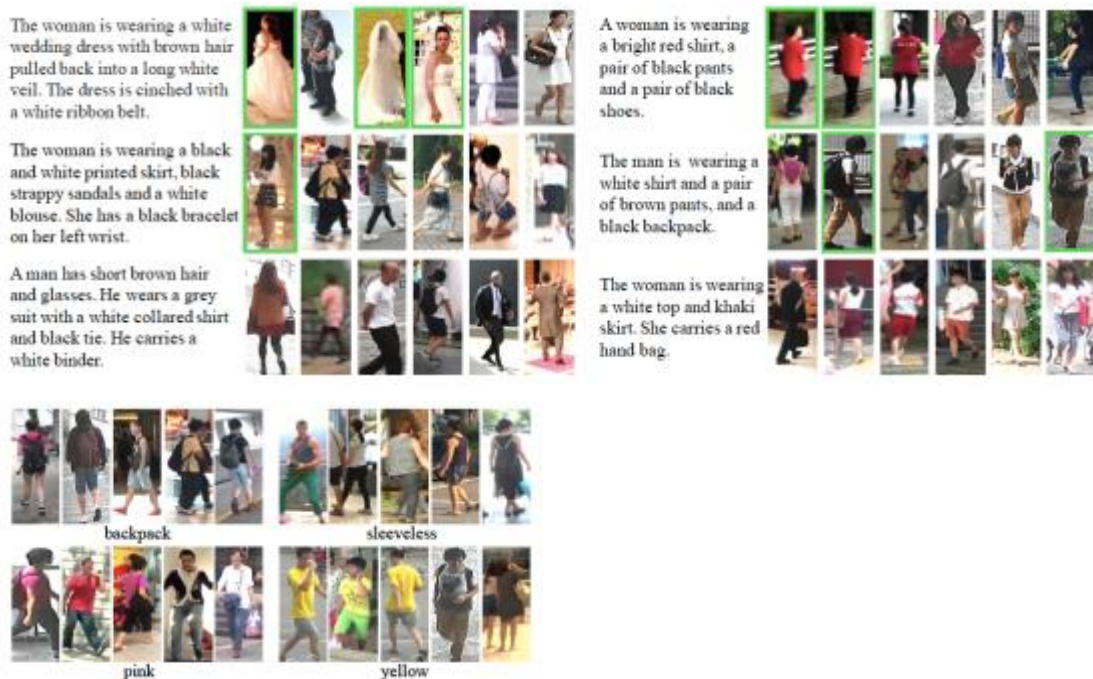 The woman is wearing a white
wedding dress with brown hair
pulled back into a long white
veil. The dress is cinched with
a white ribbon belt.
The woman is wearing a black
and white printed skirt, black
strappy sandals and a white
blouse. She has a black bracelet
on her left wrist.
A man has short brown hair
and glasses. He wears a grey
suit with a white collared shirt
and black tie. He carries a
white binder.
A woman is wearing
a bright red shirt, a
pair of black pants
and a pair of black
shoes.
The man is wearing a
white shirt and a pair
of brown pants, and a
black backpack.
The woman is wearing
a white top and khaki
skirt. She carries a red
hand bag.
backpack
sleeveless
pink
yellow